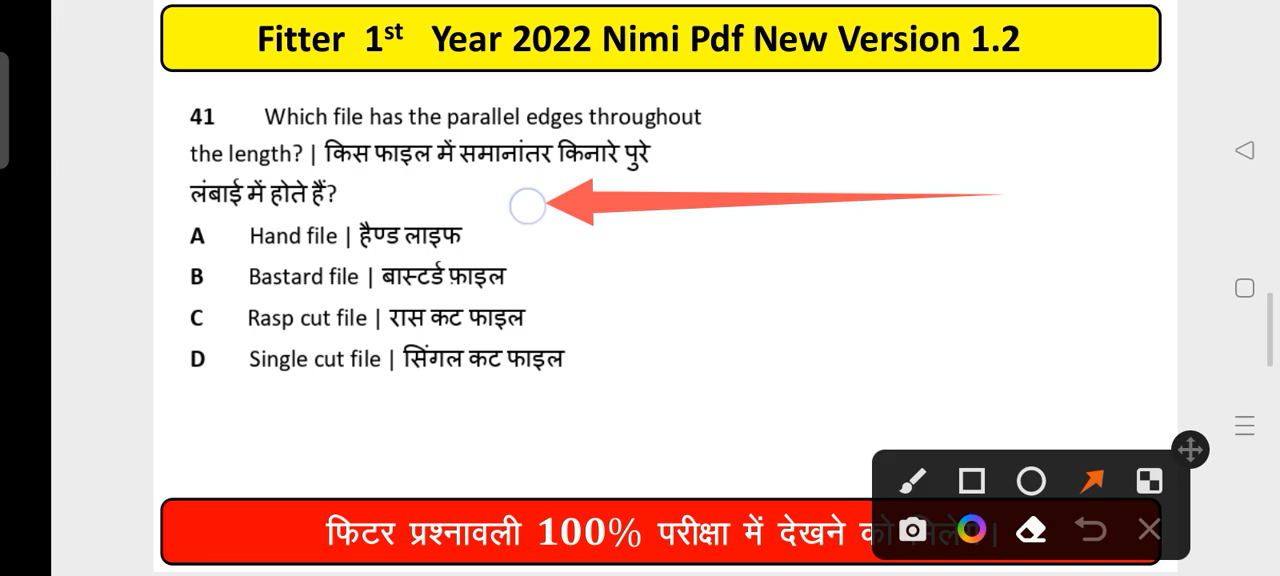 Fitter 1st Year 2022 Nimi Pdf New Version 1.2
41 Which file has the parallel edges throughout
the length? | किस फाइल में समानांतर किनारे पुरे
लंबाई में होते हैं?
A Hand file | हैण्ड लाइफ
B Bastard file | बास्टर्ड फ़ाइल
C Rasp cut file | रास कट फाइल
D Single cut file | सिंगल कट फाइल
फिटर प्रश्नावली 100% परीक्षा में देखने को मिलेगा |